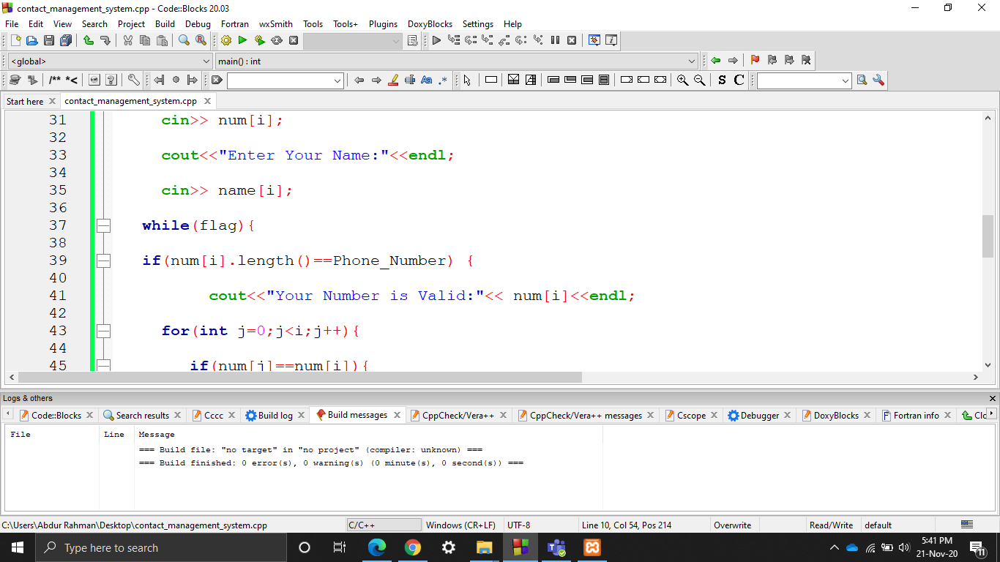 contact_management_system.cpp - Code::Blocks 20.03
File Edit View Search Project Build Debug Fortran wxSmith Tools Tools+ Plugins DoxyBlocks Settings Help
<global> main() : int
/** *< Aa .* S C
Start here contact_management_system.cpp
31 cin>> num[i];
32
33 cout<<"Enter Your Name:"<<endl;
34
35 cin>> name[i];
36
37 while(flag){
38
39 if(num[i].length()==Phone_Number) {
40
41 cout<<"Your Number is Valid:"<< num[i]<<endl;
42
43 for(int j=0;j<i;j++){
44
45 if(num[j]==num[i]){
Logs & others
Code::Blocks Search results Cccc Build log Build messages CppCheck/Vera++ CppCheck/Vera++ messages Cscope Debugger DoxyBlocks Fortran info Clo
File Line Message
=== Build file: "no target" in "no project" (compiler: unknown) ===
=== Build finished: 0 error(s), 0 warning(s) (0 minute(s), 0 second(s)) ===
C:\Users\Abdur Rahman\Desktop\contact_management_system.cpp C/C++ Windows (CR+LF) UTF-8 Line 10, Col 54, Pos 214 Overwrite Read/Write default
Type here to search
5:41 PM
21-Nov-20
11